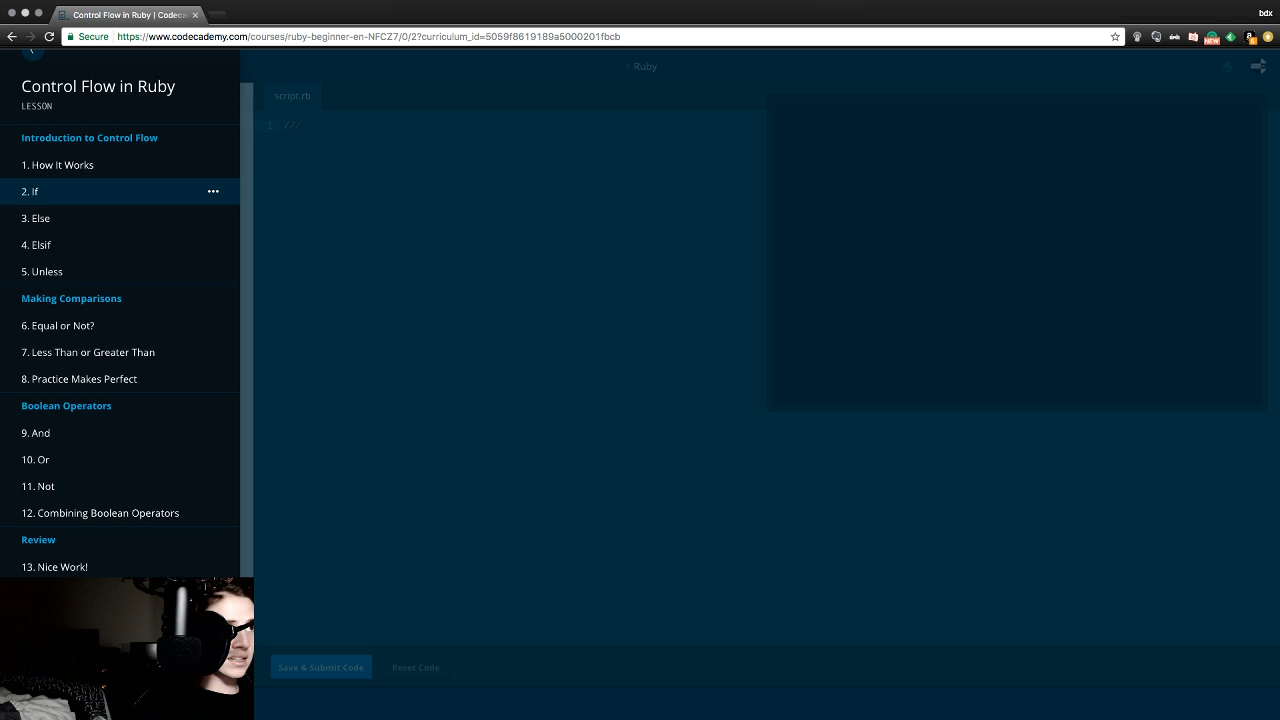 Control Flow in Ruby | Codeca
bdx
Secure https://www.codecademy.com/courses/ruby-beginner-en-NFCZ7/0/2?curriculum_id=5059f8619189a5000201fbcb
NEW
Control Flow in Ruby
LESSON
Ruby
script.rb
1 ///
Introduction to Control Flow
1. How It Works
2. If
3. Else
4. Elsif
5. Unless
Making Comparisons
6. Equal or Not?
7. Less Than or Greater Than
8. Practice Makes Perfect
Boolean Operators
9. And
10. Or
11. Not
12. Combining Boolean Operators
Review
13. Nice Work!
Save & Submit Code
Reset Code